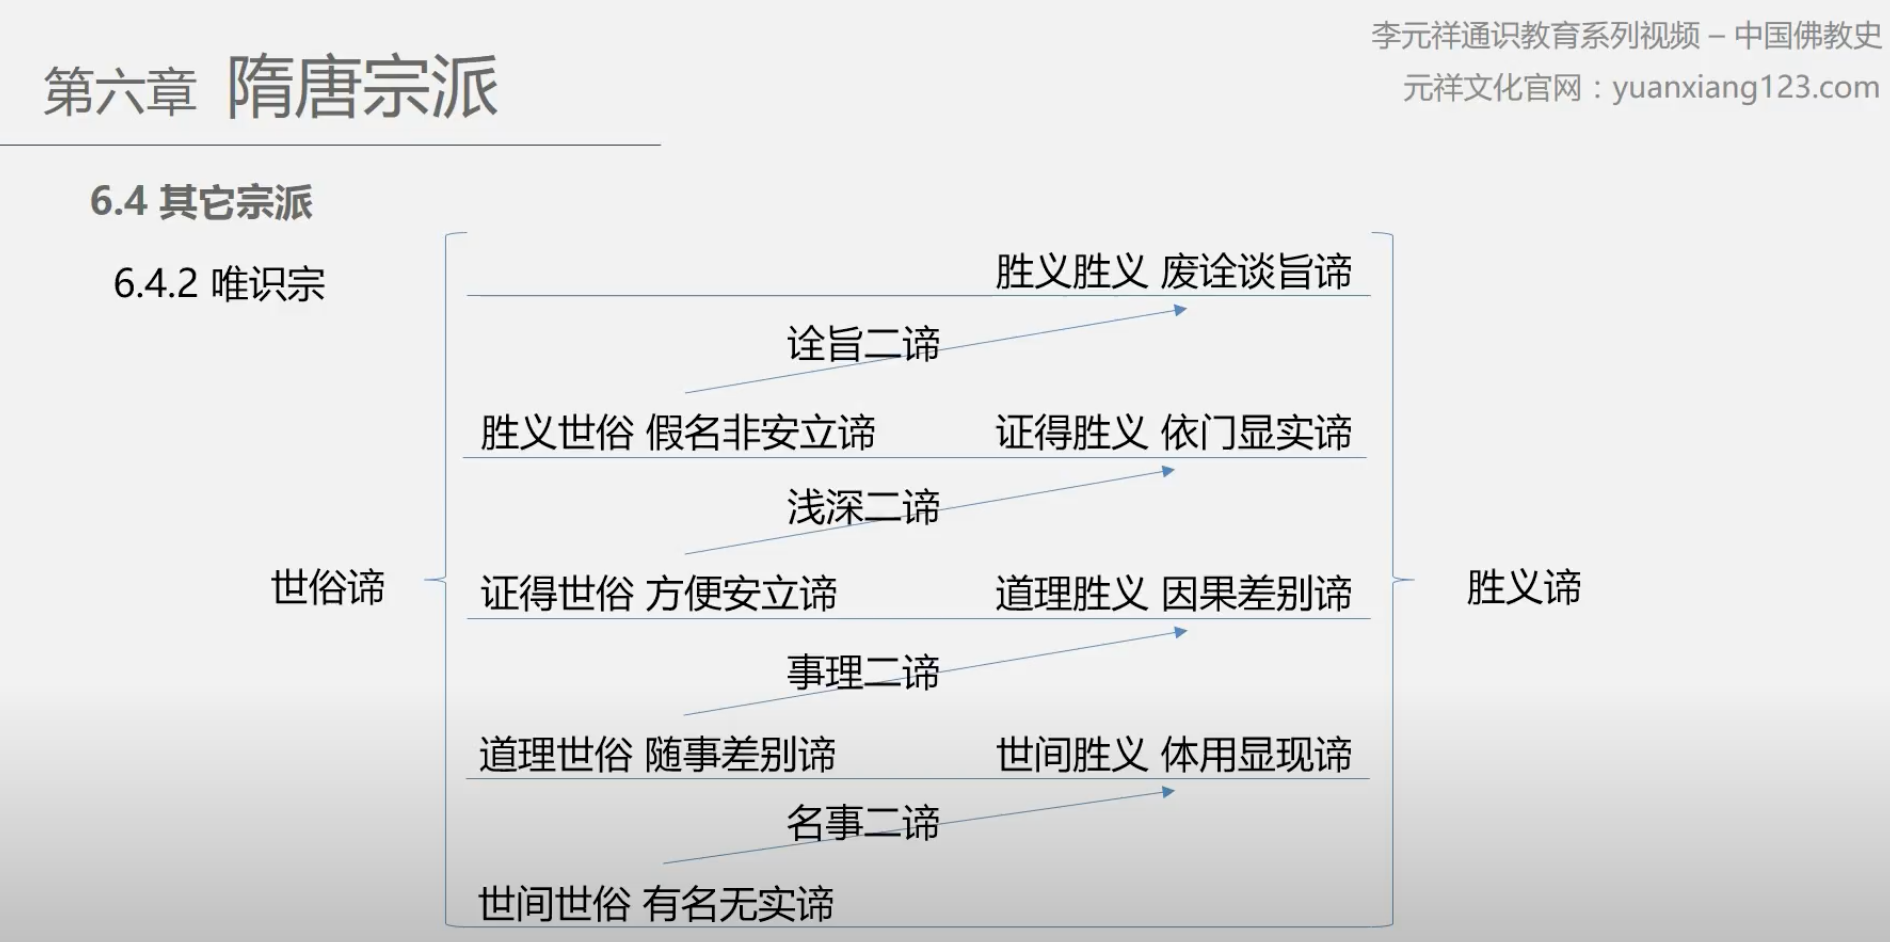 李元祥通识教育系列视频 – 中国佛教史
元祥文化官网：yuanxiang123.com
第六章 隋唐宗派
6.4 其它宗派
6.4.2 唯识宗
胜义胜义 废诠谈旨谛
诠旨二谛
胜义世俗 假名非安立谛
证得胜义 依门显实谛
浅深二谛
世俗谛
证得世俗 方便安立谛
道理胜义 因果差别谛
胜义谛
事理二谛
道理世俗 随事差别谛
世间胜义 体用显现谛
名事二谛
世间世俗 有名无实谛